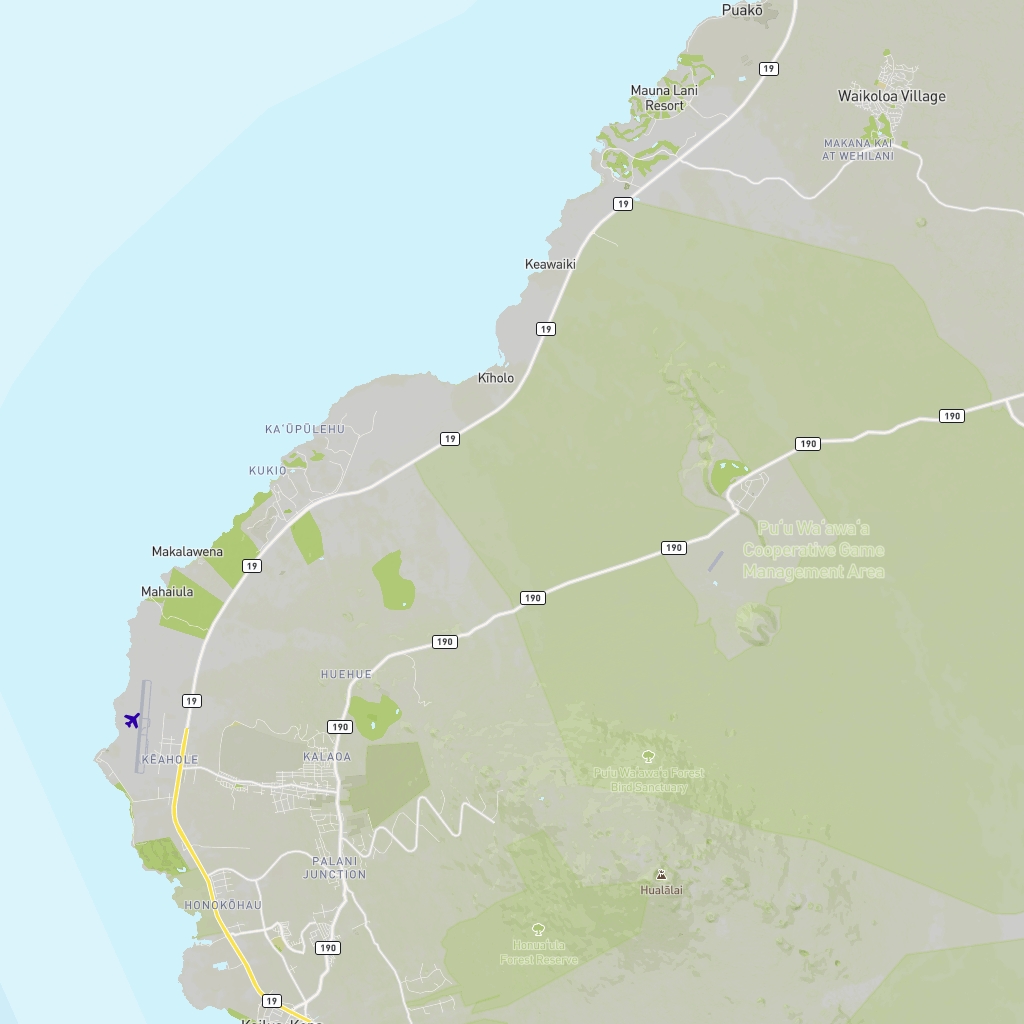 Puakō
19
Mauna Lani
Resort
Waikoloa Village
MAKANA KAI
AT WEHILANI
19
Keawaiki
19
Kīholo
190
KAʻŪPŪLEHU
19
190
KUKIO
Puʻu Waʻawaʻa
Cooperative Game
Management Area
Makalawena
190
19
Mahaiula
190
190
HUEHUE
19
190
KĒAHOLE
KALAOA
Puʻu Waʻawaʻa Forest
Bird Sanctuary
PALANI
JUNCTION
Hualālai
HONOKŌHAU
190
Honuaʻula
Forest Reserve
19
Kailua-Kona